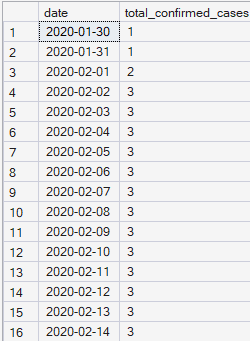 date total_confirmed_cases
1 2020-01-30 1
2 2020-01-31 1
3 2020-02-01 2
4 2020-02-02 3
5 2020-02-03 3
6 2020-02-04 3
7 2020-02-05 3
8 2020-02-06 3
9 2020-02-07 3
10 2020-02-08 3
11 2020-02-09 3
12 2020-02-10 3
13 2020-02-11 3
14 2020-02-12 3
15 2020-02-13 3
16 2020-02-14 3